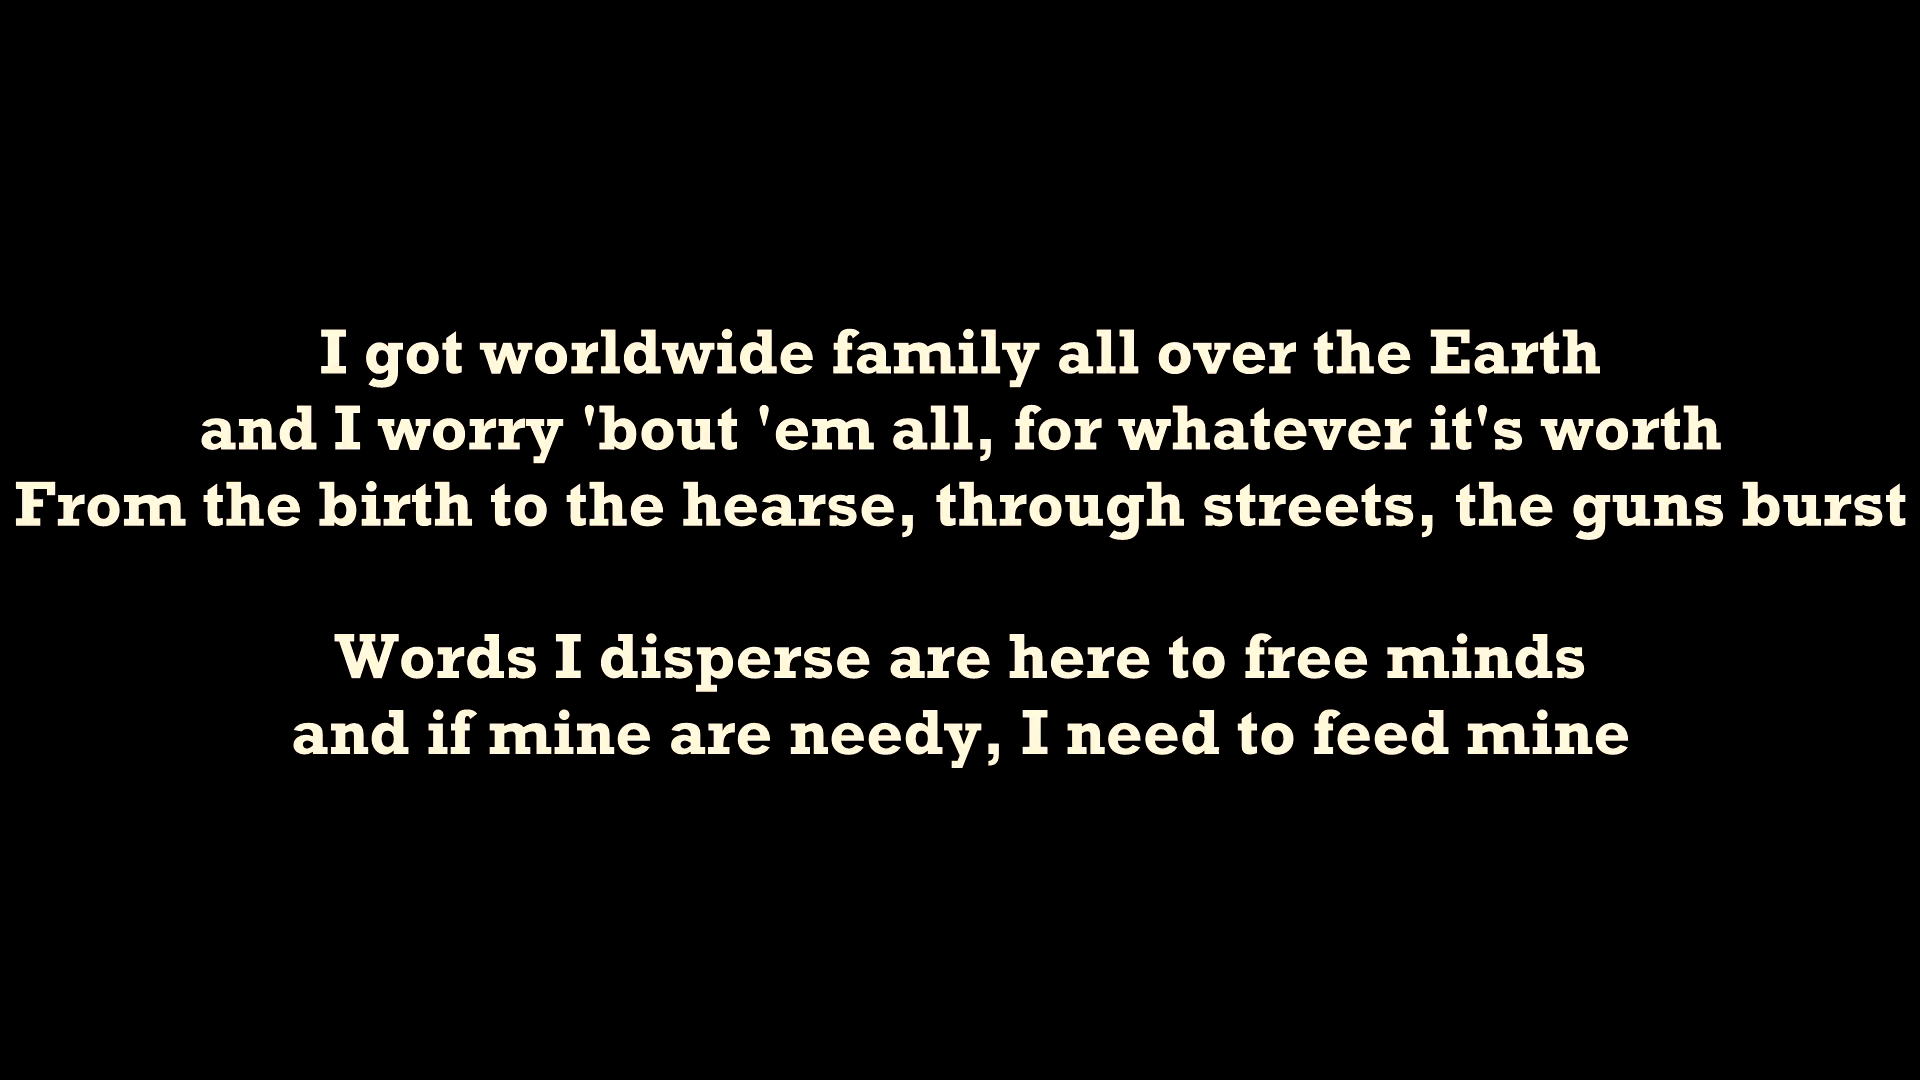 I got worldwide family all over the Earth
and I worry 'bout 'em all, for whatever it's worth
From the birth to the hearse, through streets, the guns burst
Words I disperse are here to free minds
and if mine are needy, I need to feed mine